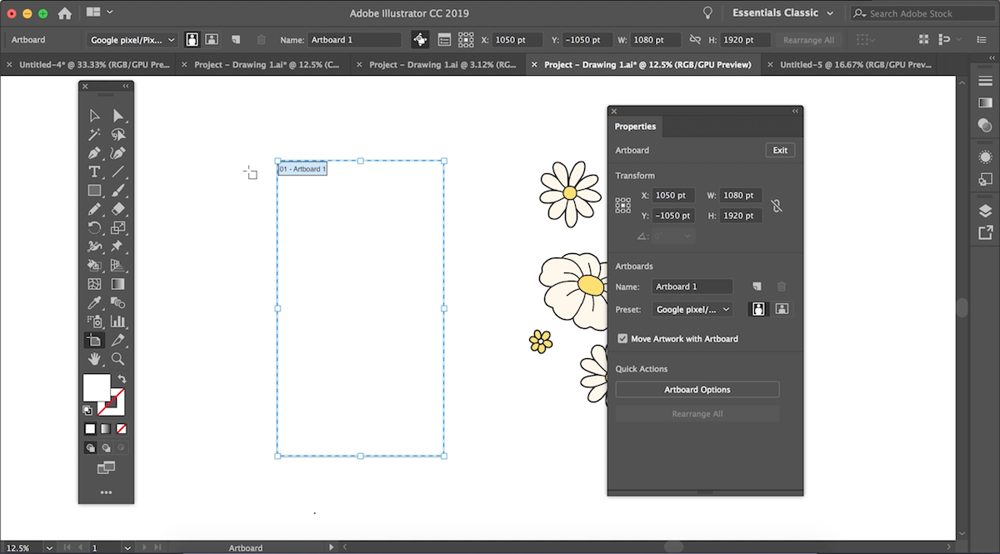 Adobe Illustrator CC 2019
Essentials Classic
Search Adobe Stock
Artboard
Google pixel/Pix...
Name: Artboard 1
X: 1050 pt
Y: -1050 pt
W: 1080 pt
H: 1920 pt
Rearrange All
Untitled-4* @ 33.33% (RGB/GPU Pre...
Project - Drawing 1.ai* @ 12.5% (C...
Project - Drawing 1.ai @ 3.12% (RG...
Project - Drawing 1.ai* @ 12.5% (RGB/GPU Preview)
Untitled-5 @ 16.67% (RGB/GPU Prev...
01 - Artboard 1
Properties
Artboard
Exit
Transform
X: 1050 pt W: 1080 pt
Y: -1050 pt H: 1920 pt
0°
Artboards
Name: Artboard 1
Preset: Google pixel/...
Move Artwork with Artboard
Quick Actions
Artboard Options
Rearrange All
12.5%
1
Artboard